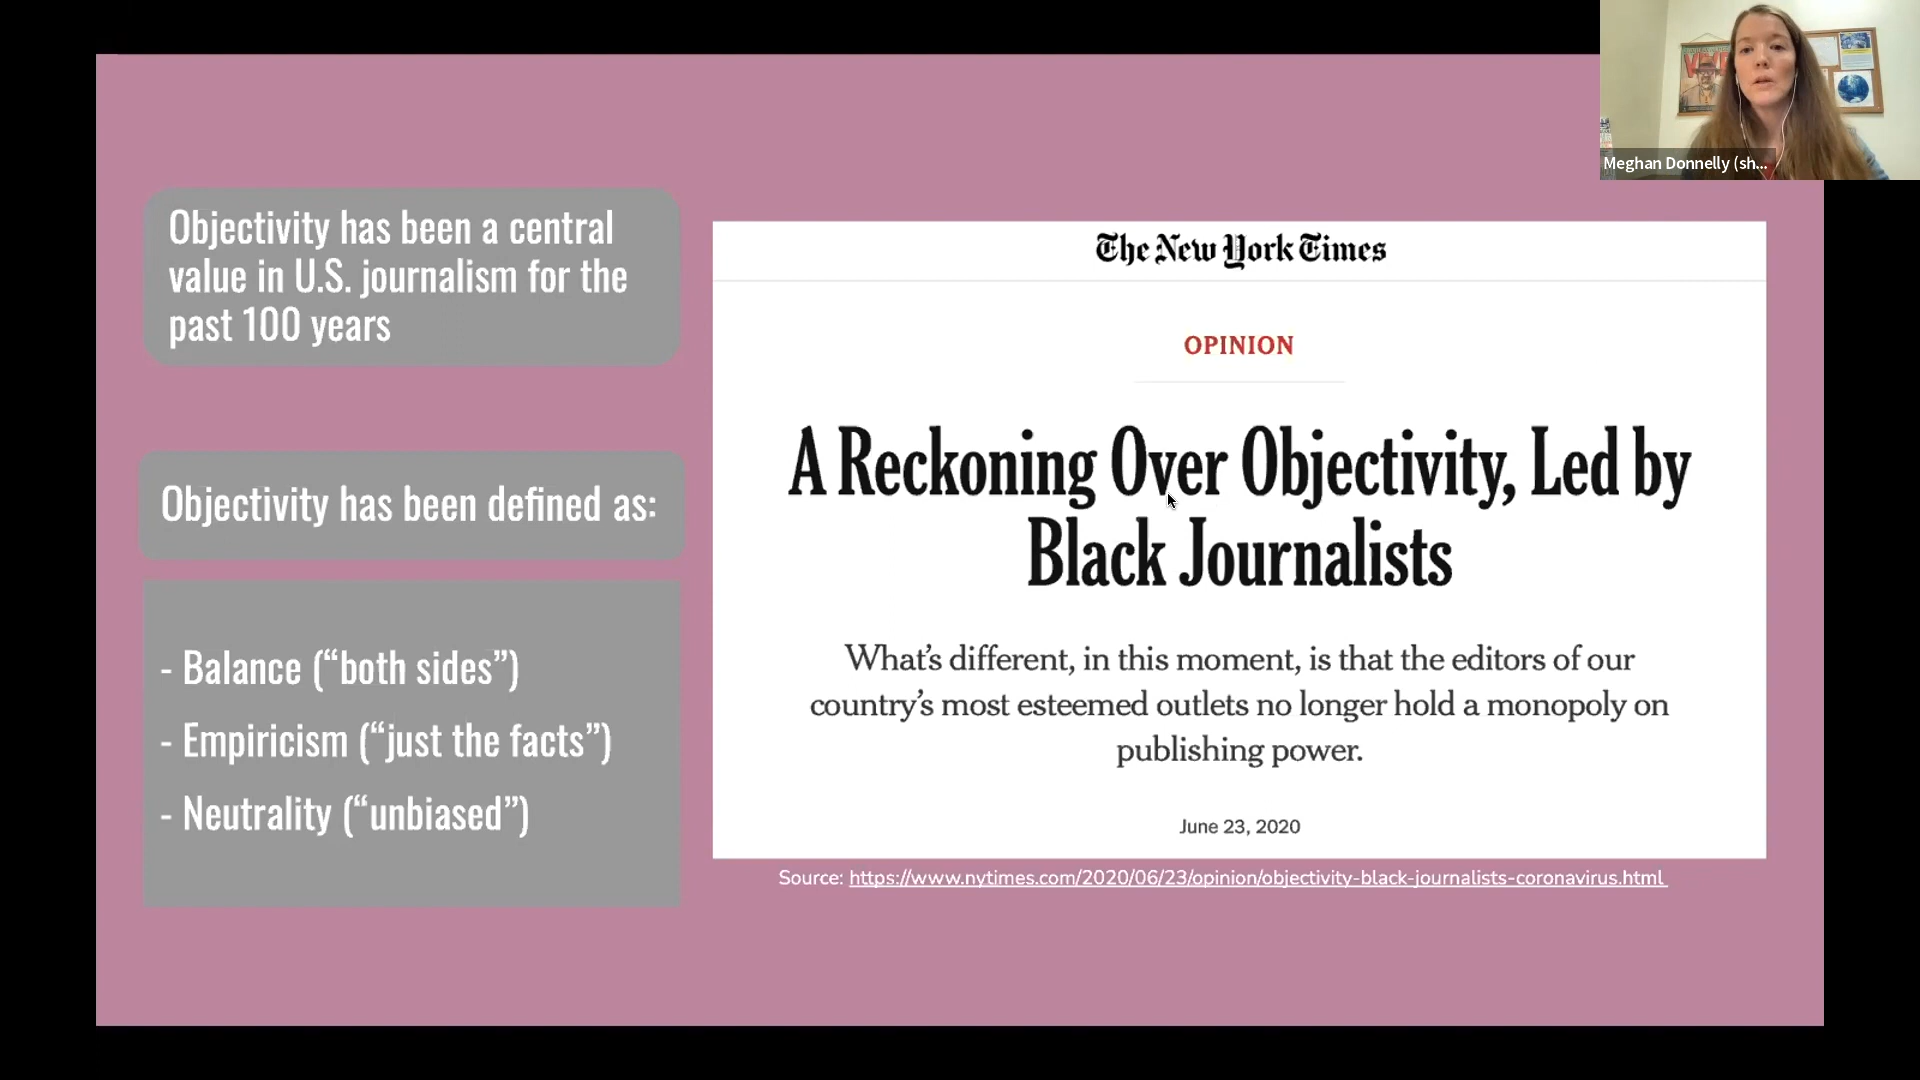 Meghan Donnelly (sh...
Objectivity has been a central
value in U.S. journalism for the
past 100 years
Objectivity has been defined as:
- Balance (“both sides”)
- Empiricism (“just the facts”)
- Neutrality (“unbiased”)
The New York Times
OPINION
A Reckoning Over Objectivity, Led by
Black Journalists
What’s different, in this moment, is that the editors of our
country’s most esteemed outlets no longer hold a monopoly on
publishing power.
June 23, 2020
Source: https://www.nytimes.com/2020/06/23/opinion/objectivity-black-journalists-coronavirus.html